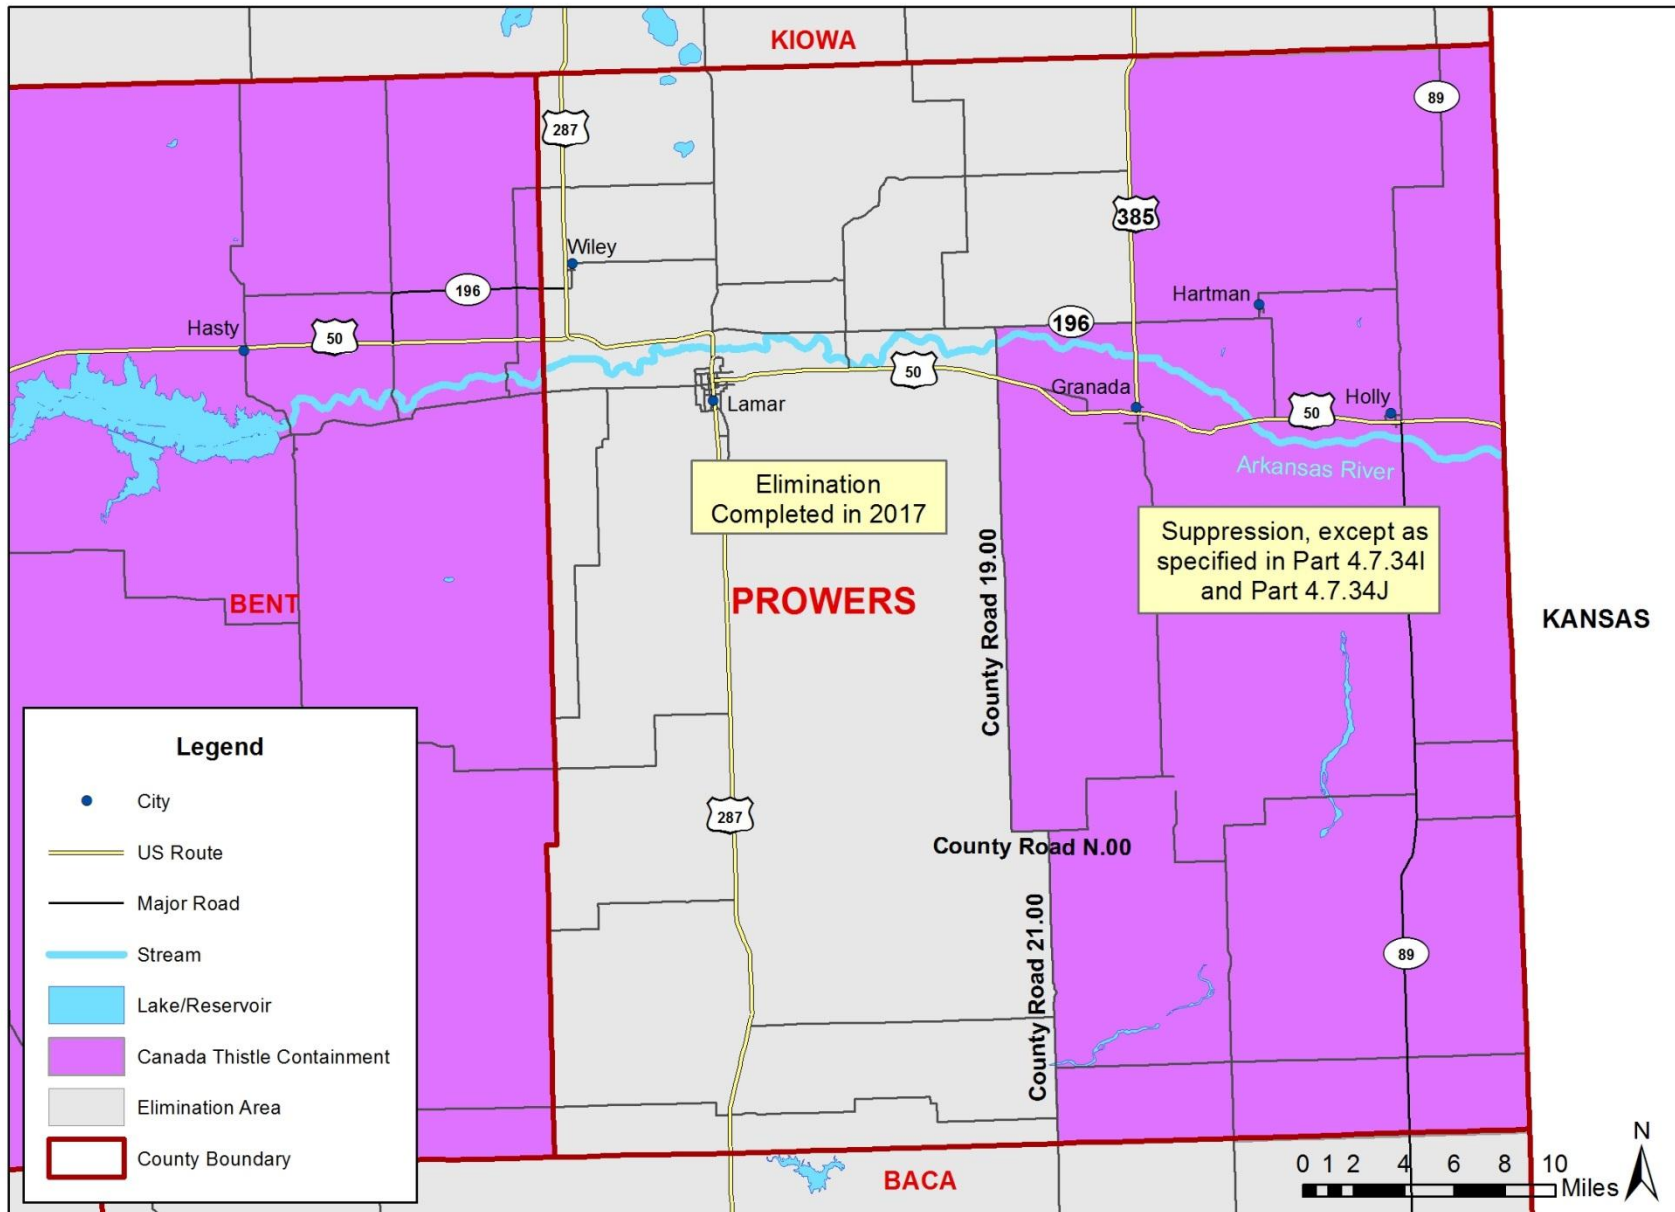 KIOWA
89
287
385
Wiley
196
Hartman
Hasty
50
196
50
Granada
50
Holly
Lamar
Arkansas River
Elimination
Completed in 2017
Suppression, except as
specified in Part 4.7.34I
and Part 4.7.34J
County Road 19.00
BENT
PROWERS
KANSAS
287
County Road N.00
County Road 21.00
89
BACA
Legend
City
US Route
Major Road
Stream
Lake/Reservoir
Canada Thistle Containment
Elimination Area
County Boundary
N
0 1 2 4 6 8 10
Miles